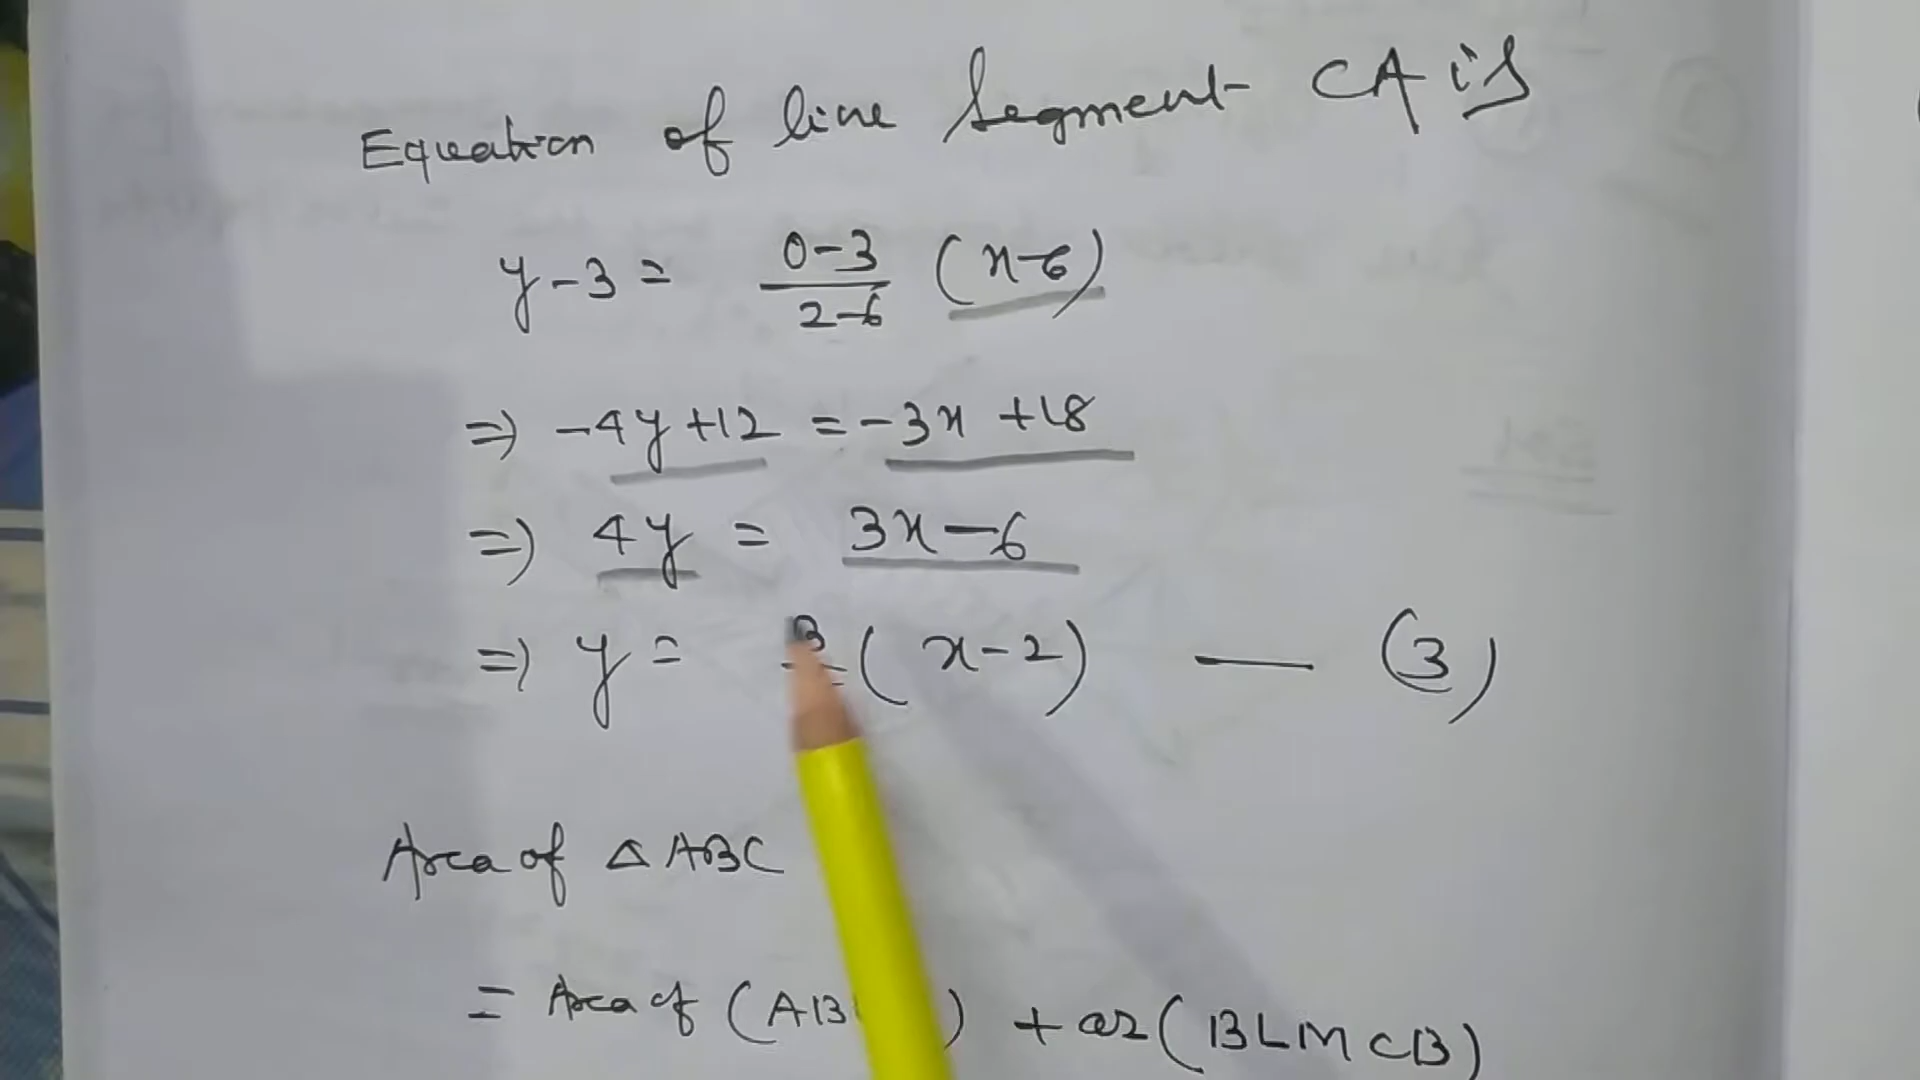 Equation of line segment CA is
y-3 = 0-3/2-6 (x-6)
⇒ -4y+12 = -3x +18
⇒ 4y = 3x-6
⇒ y = 3/ (x-2) — (3)
Area of △ ABC
= Area of (AB ) + ar (BLMCB)